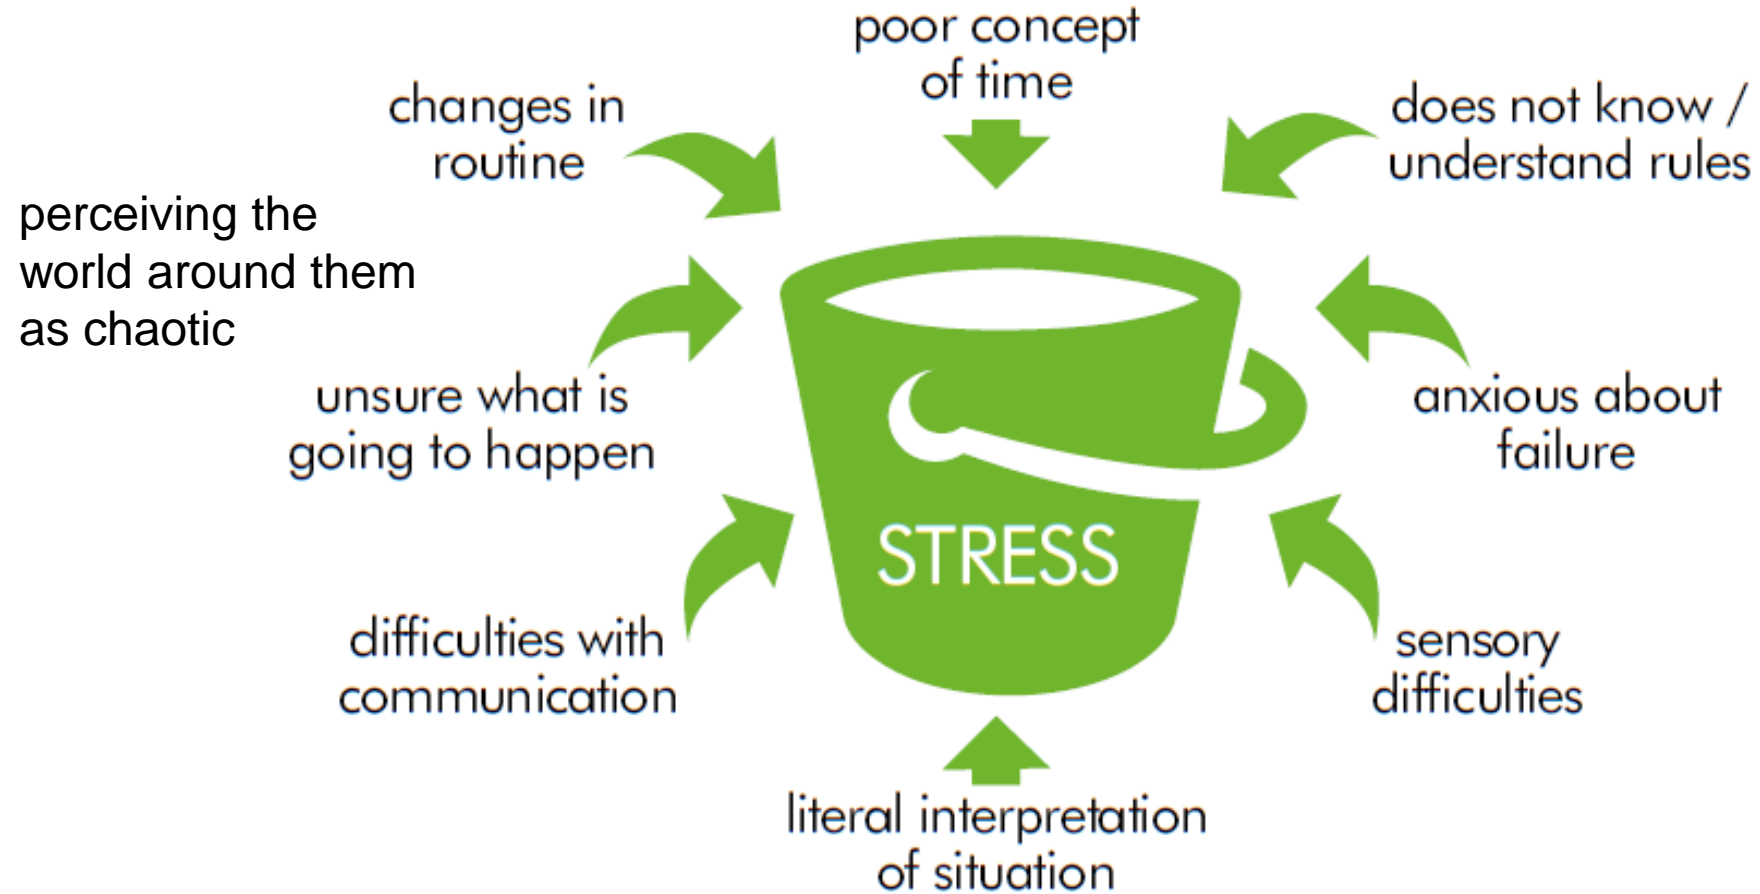 poor concept
of time
changes in
routine
does not know /
understand rules
perceiving the
world around them
as chaotic
unsure what is
going to happen
anxious about
failure
STRESS
difficulties with
communication
sensory
difficulties
literal interpretation
of situation